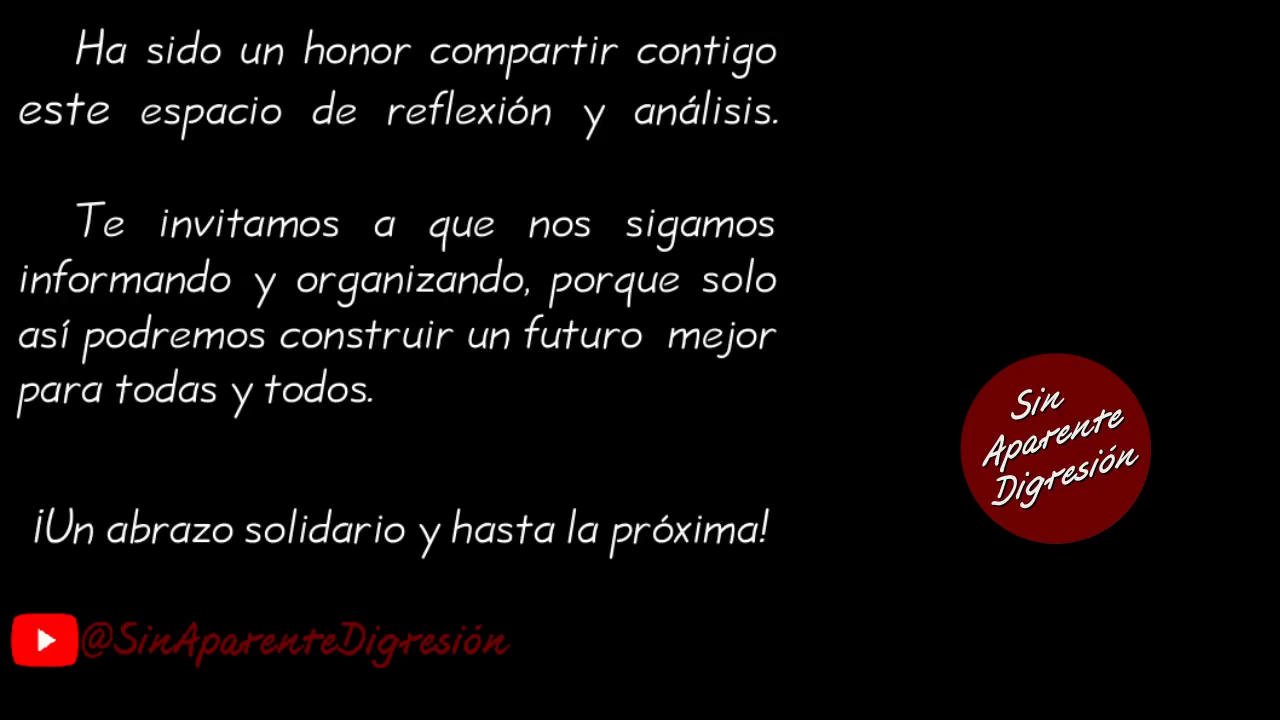 Ha sido un honor compartir contigo
este espacio de reflexión y análisis.
Te invitamos a que nos sigamos
informando y organizando, porque solo
así podremos construir un futuro mejor
para todas y todos.
¡Un abrazo solidario y hasta la próxima!
@SinAparenteDigresión
Sin
Aparente
Digresión